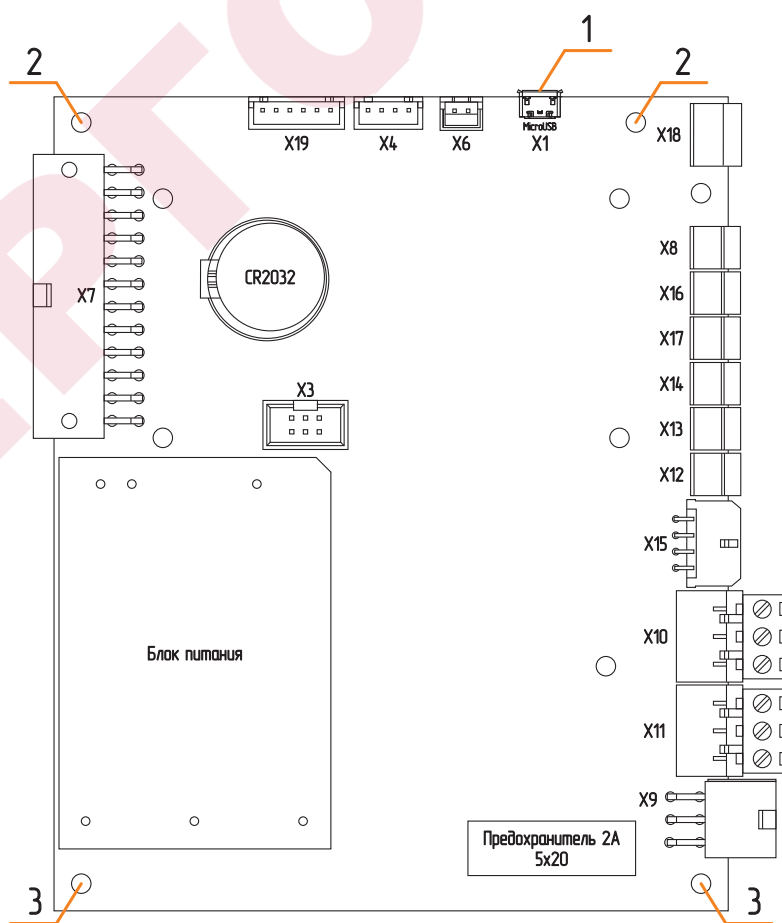 1
2
2
MicroUSB
X19
X4
X6
X1
X18
X8
CR2032
X7
X16
X17
X14
X3
X13
X12
X15
X10
Блок питания
X11
X9
Предохранитель 2А
5x20
3
3